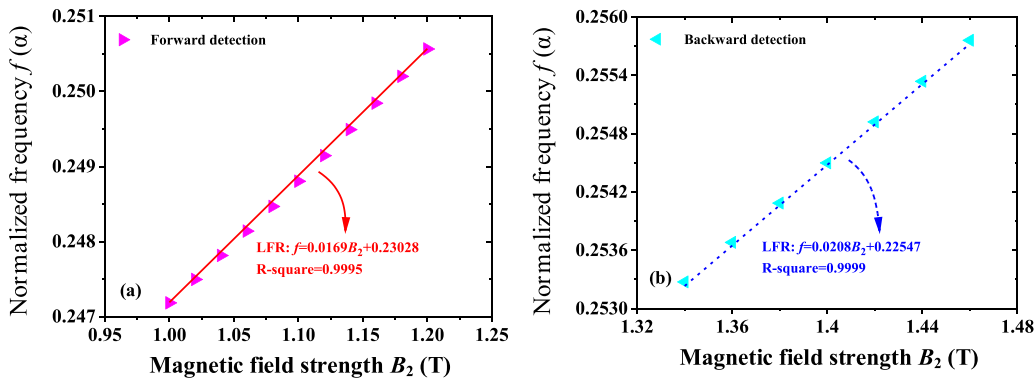 0.251
0.250
0.249
0.248
0.247
Normalized frequency f (α)
Forward detection
LFR: f=0.0169B₂+0.23028
R-square=0.9995
(a)
0.95 1.00 1.05 1.10 1.15 1.20 1.25
Magnetic field strength B₂ (T)
0.2560
0.2554
0.2548
0.2542
0.2536
0.2530
Normalized frequency f (α)
Backward detection
LFR: f=0.0208B₂+0.22547
R-square=0.9999
(b)
1.32 1.36 1.4 1.44 1.48
Magnetic field strength B₂ (T)